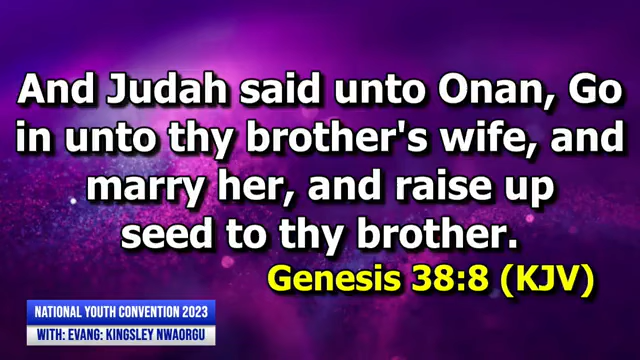 And Judah said unto Onan, Go
in unto thy brother's wife, and
marry her, and raise up
seed to thy brother.
Genesis 38:8 (KJV)
NATIONAL YOUTH CONVENTION 2023
WITH: EVANG: KINGSLEY NWAORGU